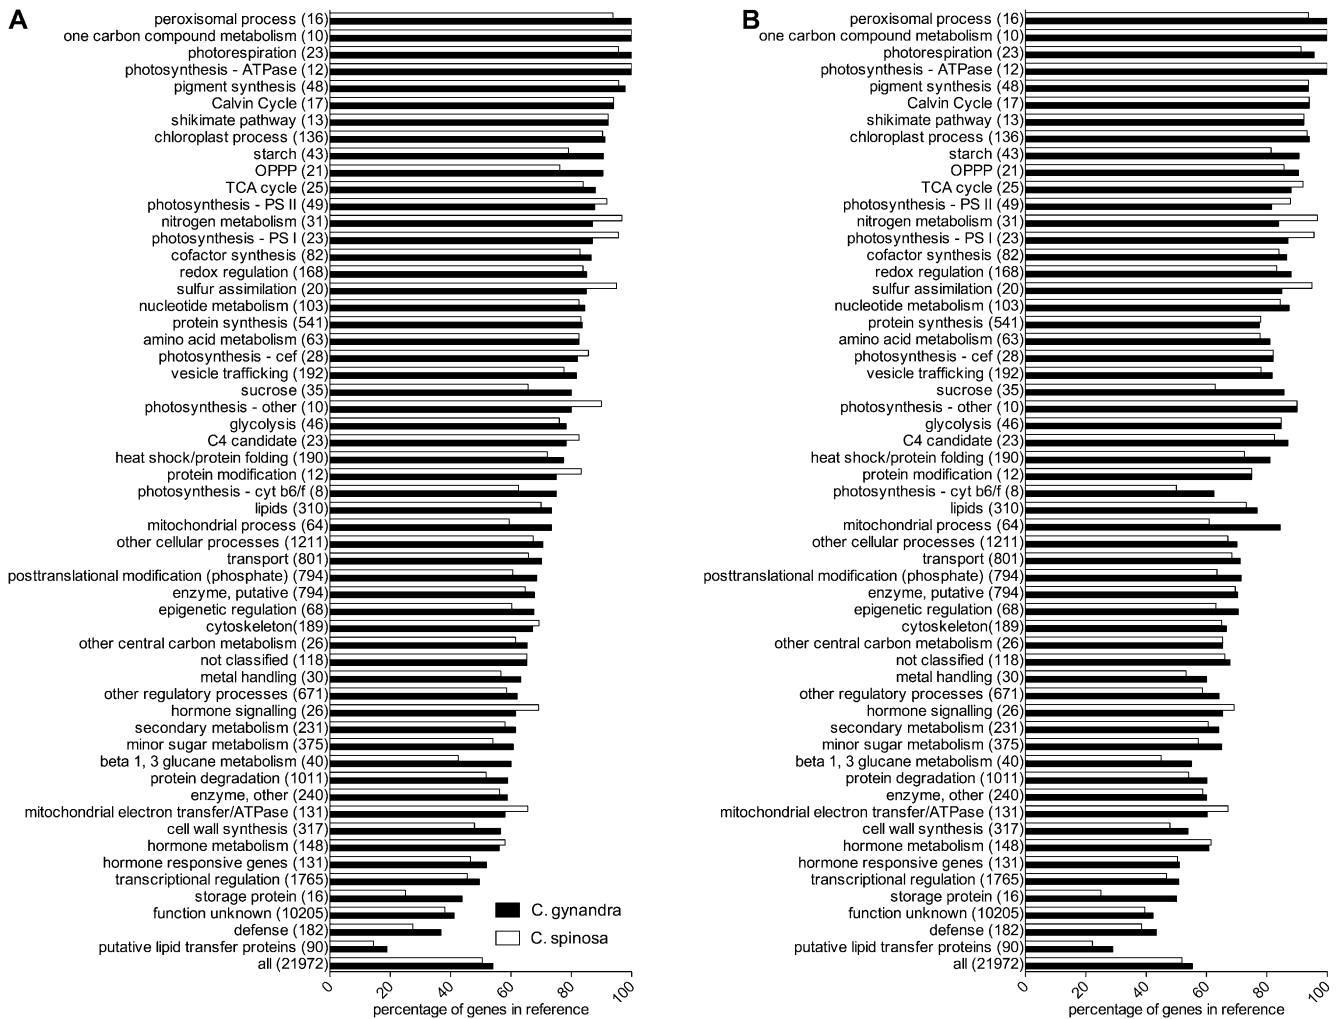 A
peroxisomal process (16)
one carbon compound metabolism (10)
photorespiration (23)
photosynthesis - ATPase (12)
pigment synthesis (48)
Calvin Cycle (17)
shikimate pathway (13)
chloroplast process (136)
starch (43)
OPPP (21)
TCA cycle (25)
photosynthesis - PS II (49)
nitrogen metabolism (31)
photosynthesis - PS I (23)
cofactor synthesis (82)
redox regulation (168)
sulfur assimilation (20)
nucleotide metabolism (103)
protein synthesis (541)
amino acid metabolism (63)
photosynthesis - cef (28)
vesicle trafficking (192)
sucrose (35)
photosynthesis - other (10)
glycolysis (46)
C4 candidate (23)
heat shock/protein folding (190)
protein modification (12)
photosynthesis - cyt b6/f (8)
lipids (310)
mitochondrial process (64)
other cellular processes (1211)
transport (801)
posttranslational modification (phosphate) (794)
enzyme, putative (794)
epigenetic regulation (68)
cytoskeleton(189)
other central carbon metabolism (26)
not classified (118)
metal handling (30)
other regulatory processes (671)
hormone signalling (26)
secondary metabolism (231)
minor sugar metabolism (375)
beta 1, 3 glucane metabolism (40)
protein degradation (1011)
enzyme, other (240)
mitochondrial electron transfer/ATPase (131)
cell wall synthesis (317)
hormone metabolism (148)
hormone responsive genes (131)
transcriptional regulation (1765)
storage protein (16)
function unknown (10205)
defense (182)
putative lipid transfer proteins (90)
all (21972)
C. gynandra
C. spinosa
0 20 40 60 80 100
percentage of genes in reference
B
peroxisomal process (16)
one carbon compound metabolism (10)
photorespiration (23)
photosynthesis - ATPase (12)
pigment synthesis (48)
Calvin Cycle (17)
shikimate pathway (13)
chloroplast process (136)
starch (43)
OPPP (21)
TCA cycle (25)
photosynthesis - PS II (49)
nitrogen metabolism (31)
photosynthesis - PS I (23)
cofactor synthesis (82)
redox regulation (168)
sulfur assimilation (20)
nucleotide metabolism (103)
protein synthesis (541)
amino acid metabolism (63)
photosynthesis - cef (28)
vesicle trafficking (192)
sucrose (35)
photosynthesis - other (10)
glycolysis (46)
C4 candidate (23)
heat shock/protein folding (190)
protein modification (12)
photosynthesis - cyt b6/f (8)
lipids (310)
mitochondrial process (64)
other cellular processes (1211)
transport (801)
posttranslational modification (phosphate) (794)
enzyme, putative (794)
epigenetic regulation (68)
cytoskeleton(189)
other central carbon metabolism (26)
not classified (118)
metal handling (30)
other regulatory processes (671)
hormone signalling (26)
secondary metabolism (231)
minor sugar metabolism (375)
beta 1, 3 glucane metabolism (40)
protein degradation (1011)
enzyme, other (240)
mitochondrial electron transfer/ATPase (131)
cell wall synthesis (317)
hormone metabolism (148)
hormone responsive genes (131)
transcriptional regulation (1765)
storage protein (16)
function unknown (10205)
defense (182)
putative lipid transfer proteins (90)
all (21972)
0 20 40 60 80 100
percentage of genes in reference